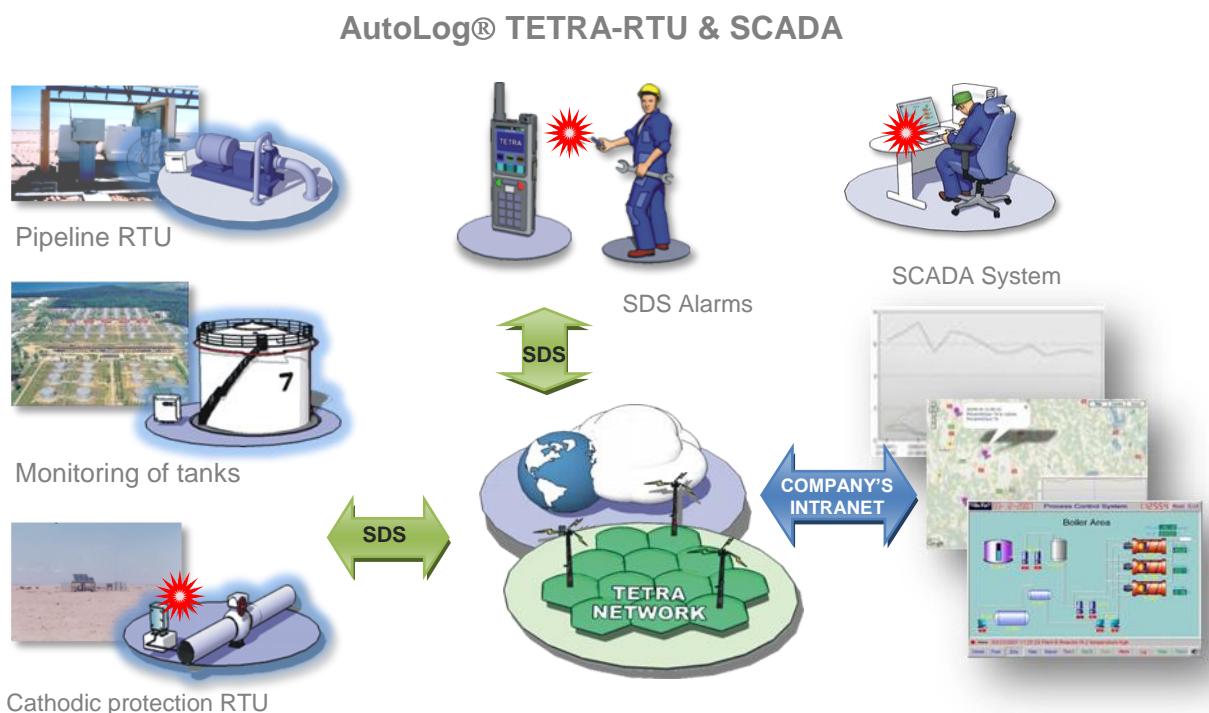 AutoLog® TETRA-RTU & SCADA
TETRA
Pipeline RTU
SDS Alarms
SCADA System
SDS
7
Monitoring of tanks
COMPANY'S
INTRANET
SDS
TETRA
NETWORK
Process Control System
Boiler Area
Cathodic protection RTU